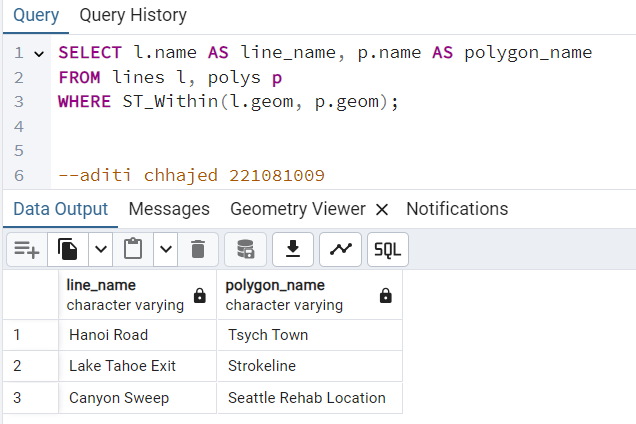 Query Query History
1 SELECT l.name AS line_name, p.name AS polygon_name
2 FROM lines l, polys p
3 WHERE ST_Within(l.geom, p.geom);
4
5
6 --aditi chhajed 221081009
Data Output Messages Geometry Viewer Notifications
SQL
line_name polygon_name
character varying character varying
1 Hanoi Road Tsych Town
2 Lake Tahoe Exit Strokeline
3 Canyon Sweep Seattle Rehab Location